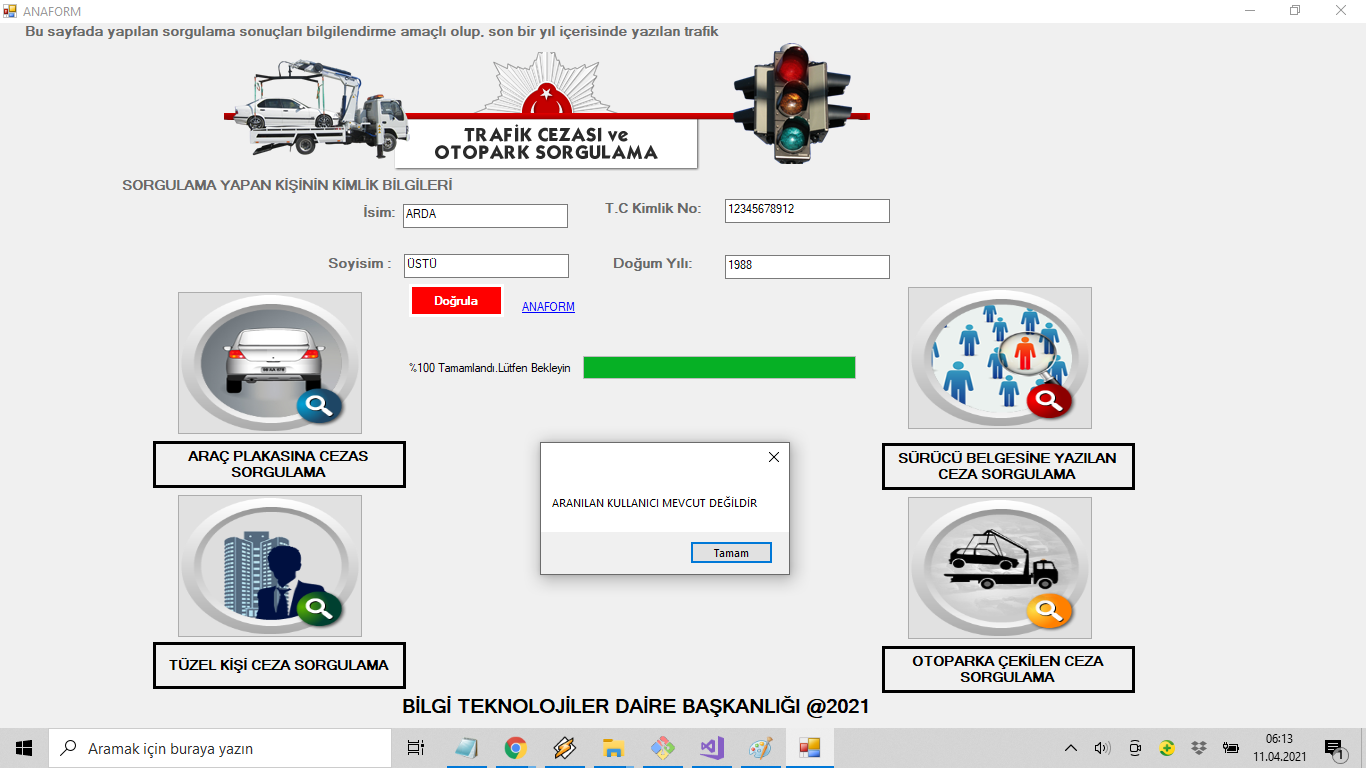 ANAFORM
Bu sayfada yapılan sorgulama sonuçları bilgilendirme amaçlı olup, son bir yıl içerisinde yazılan trafik
TRAFİK CEZASI ve
OTOPARK SORGULAMA
SORGULAMA YAPAN KİŞİNİN KİMLİK BİLGİLERİ
İsim:
ARDA
T.C Kimlik No:
12345678912
Soyisim :
ÜSTÜ
Doğum Yılı:
1988
Doğrula
ANAFORM
%100 Tamamlandı.Lütfen Bekleyin
ARAÇ PLAKASINA CEZAS
SORGULAMA
SÜRÜCÜ BELGESİNE YAZILAN
CEZA SORGULAMA
ARANILAN KULLANICI MEVCUT DEĞİLDİR
Tamam
TÜZEL KİŞİ CEZA SORGULAMA
OTOPARKA ÇEKİLEN CEZA
SORGULAMA
BİLGİ TEKNOLOJİLER DAİRE BAŞKANLIĞI @2021
Aramak için buraya yazın
06:13
11.04.2021
1